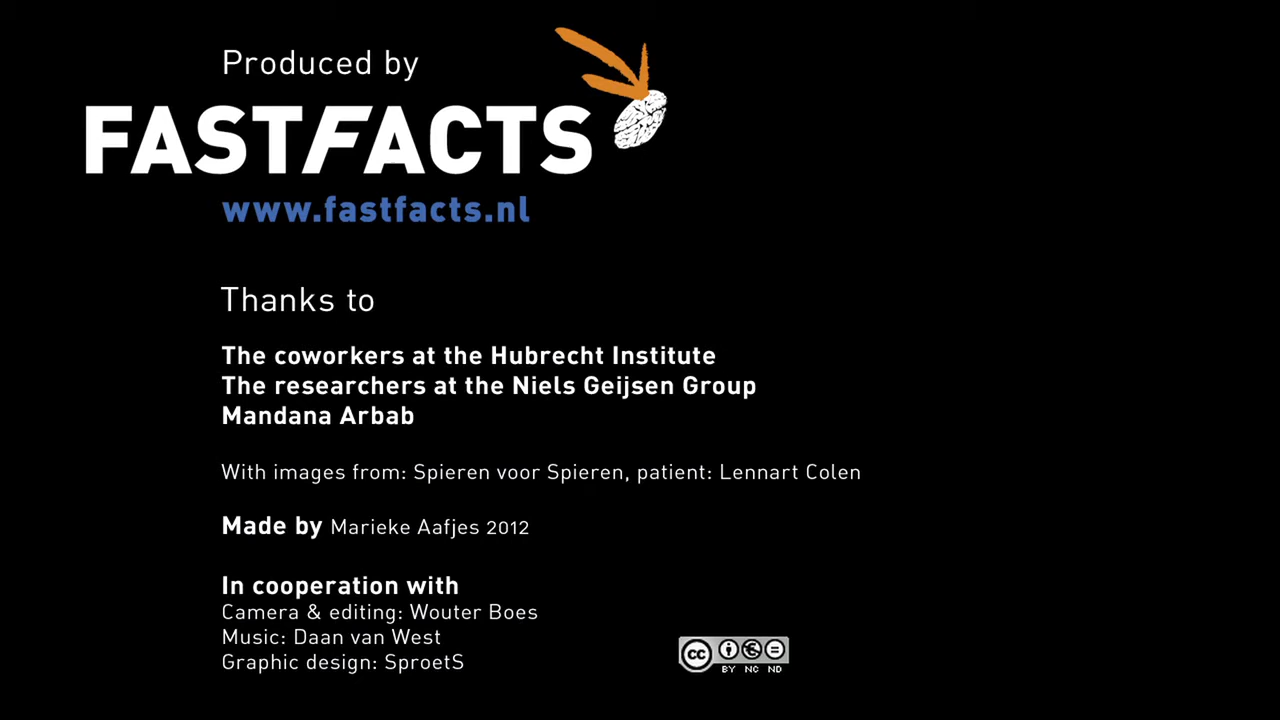 Produced by
FASTFACTS
www.fastfacts.nl
Thanks to
The coworkers at the Hubrecht Institute
The researchers at the Niels Geijsen Group
Mandana Arbab
With images from: Spieren voor Spieren, patient: Lennart Colen
Made by Marieke Aafjes 2012
In cooperation with
Camera & editing: Wouter Boes
Music: Daan van West
Graphic design: SproetS
cc
BY NC ND